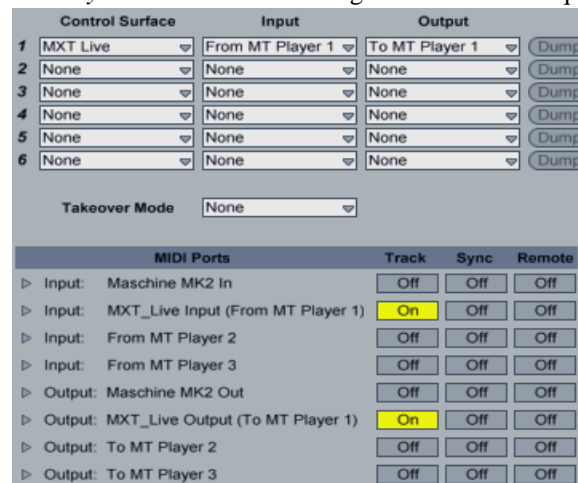 Control Surface Input Output
1 MXT Live From MT Player 1 To MT Player 1 Dump
2 None None None Dump
3 None None None Dump
4 None None None Dump
5 None None None Dump
6 None None None Dump
Takeover Mode None
MIDI Ports Track Sync Remote
Input: Maschine MK2 In Off Off Off
Input: MXT_Live Input (From MT Player 1) On Off Off
Input: From MT Player 2 Off Off Off
Input: From MT Player 3 Off Off Off
Output: Maschine MK2 Out Off Off Off
Output: MXT_Live Output (To MT Player 1) On Off Off
Output: To MT Player 2 Off Off Off
Output: To MT Player 3 Off Off Off